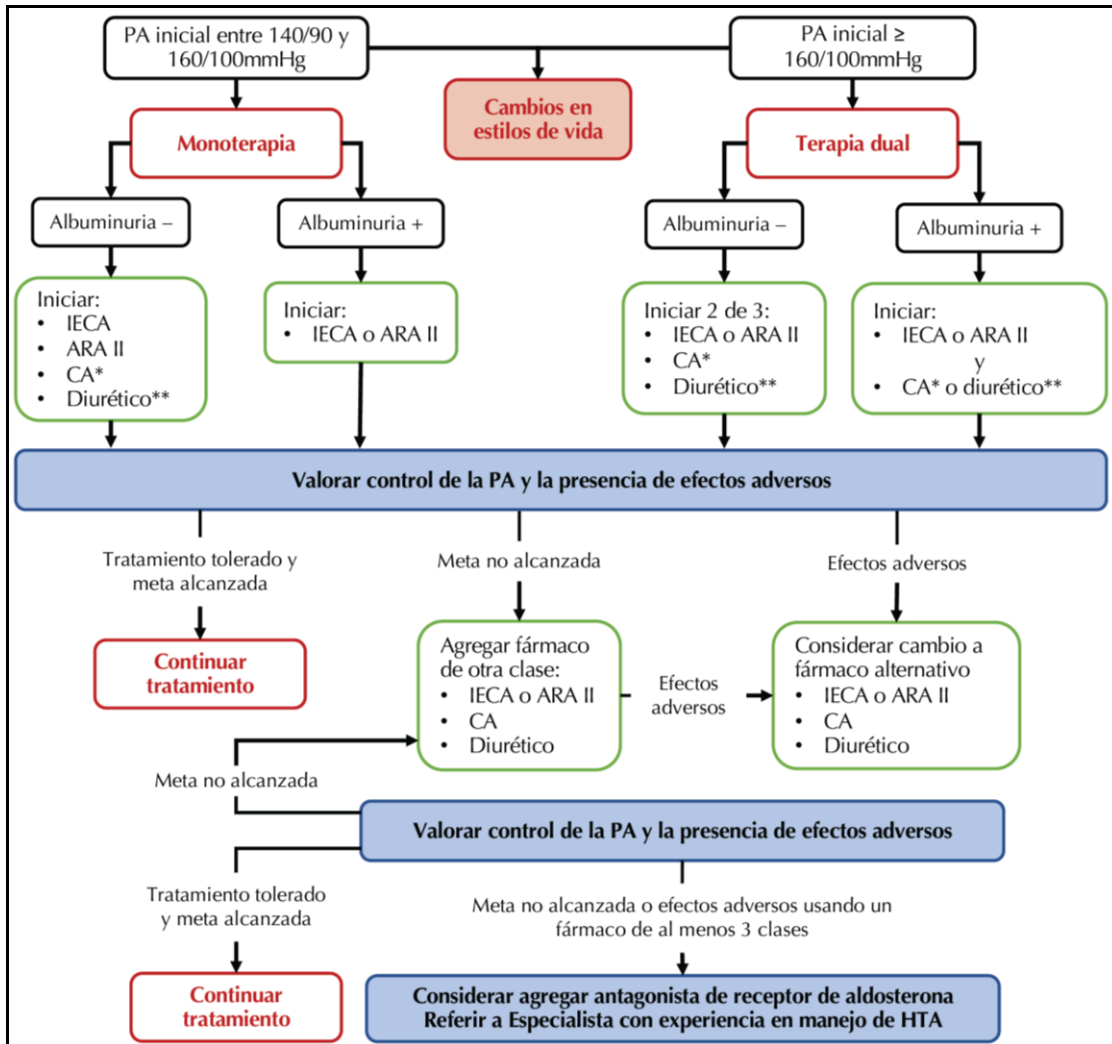 PA inicial entre 140/90 y
160/100mmHg
PA inicial ≥
160/100mmHg
Cambios en
estilos de vida
Monoterapia
Terapia dual
Albuminuria –
Albuminuria +
Albuminuria –
Albuminuria +
Iniciar:
• IECA
• ARA II
• CA*
• Diurético**
Iniciar:
• IECA o ARA II
Iniciar 2 de 3:
• IECA o ARA II
• CA*
• Diurético**
Iniciar:
• IECA o ARA II
y
• CA* o diurético**
Valorar control de la PA y la presencia de efectos adversos
Tratamiento tolerado y
meta alcanzada
Meta no alcanzada
Efectos adversos
Continuar
tratamiento
Agregar fármaco
de otra clase:
• IECA o ARA II
• CA
• Diurético
Efectos
adversos
Considerar cambio a
fármaco alternativo
• IECA o ARA II
• CA
• Diurético
Meta no alcanzada
Valorar control de la PA y la presencia de efectos adversos
Tratamiento tolerado
y meta alcanzada
Meta no alcanzada o efectos adversos usando un
fármaco de al menos 3 clases
Continuar
tratamiento
Considerar agregar antagonista de receptor de aldosterona
Referir a Especialista con experiencia en manejo de HTA